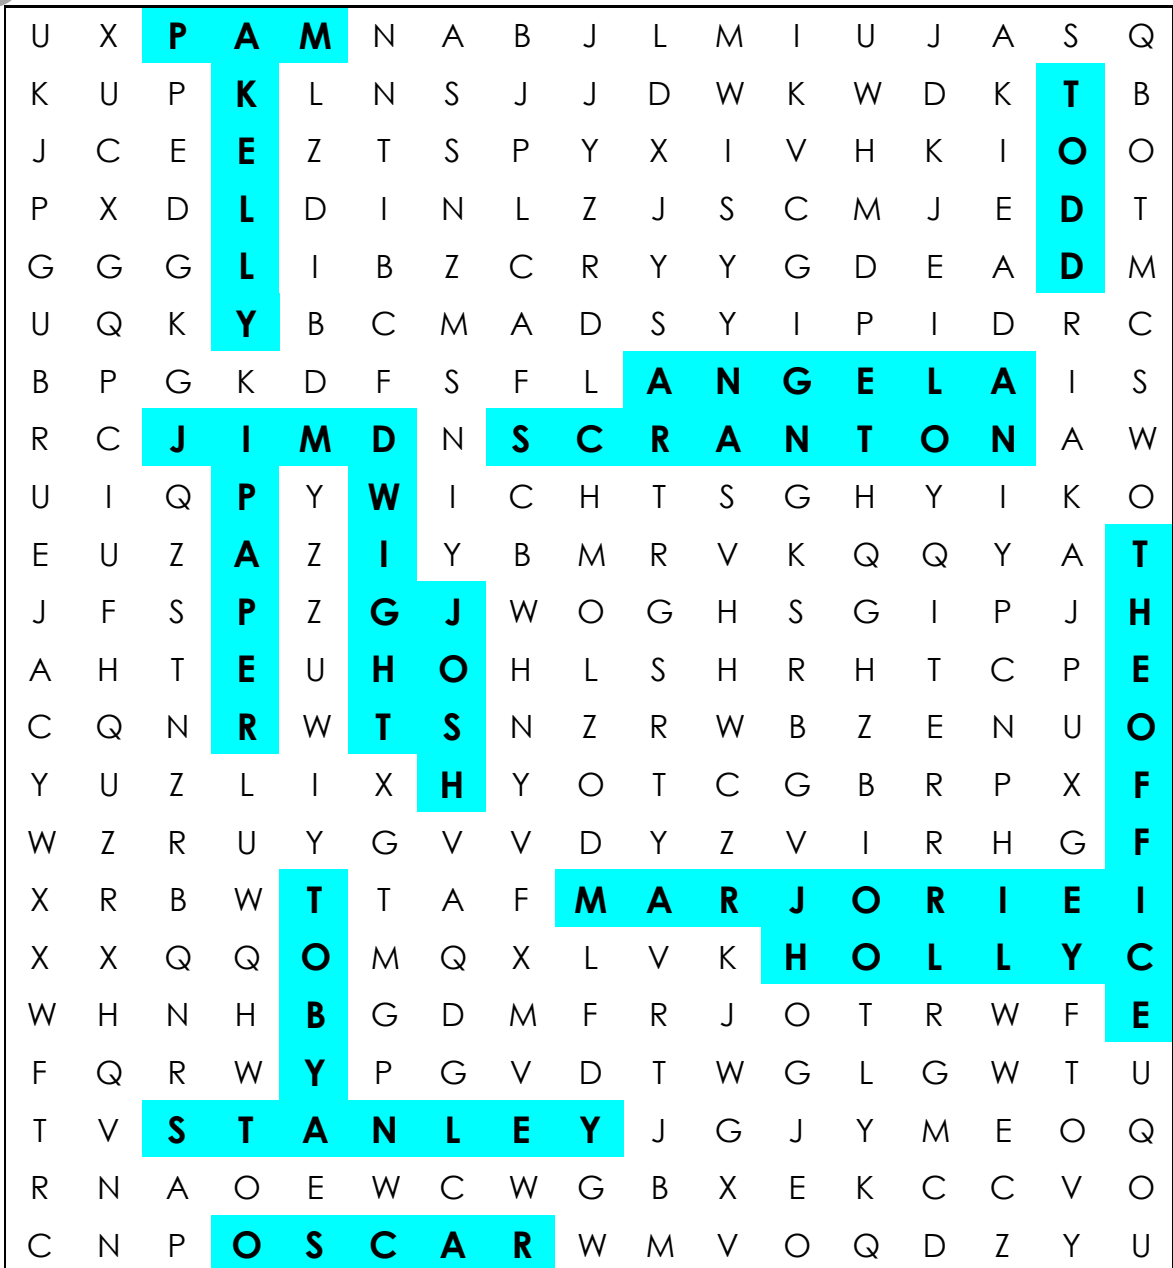 U X P A M N A B J L M I U J A S Q
K U P K L N S J J D W K W D K T B
J C E E Z T S P Y X I V H K I O O
P X D L D I N L Z J S C M J E D T
G G G L I B Z C R Y Y G D E A D M
U Q K Y B C M A D S Y I P I D R C
B P G K D F S F L A N G E L A I S
R C J I M D N S C R A N T O N A W
U I Q P Y W I C H T S G H Y I K O
E U Z A Z I Y B M R V K Q Q Y A T
J F S P Z G J W O G H S G I P J H
A H T E U H O H L S H R H T C P E
C Q N R W T S N Z R W B Z E N U O
Y U Z L I X H Y O T C G B R P X F
W Z R U Y G V V D Y Z V I R H G F
X R B W T T A F M A R J O R I E I
X X Q Q O M Q X L V K H O L L Y C
W H N H B G D M F R J O T R W F E
F Q R W Y P G V D T W G L G W T U
T V S T A N L E Y J G J Y M E O Q
R N A O E W C W G B X E K C C V O
C N P O S C A R W M V O Q D Z Y U